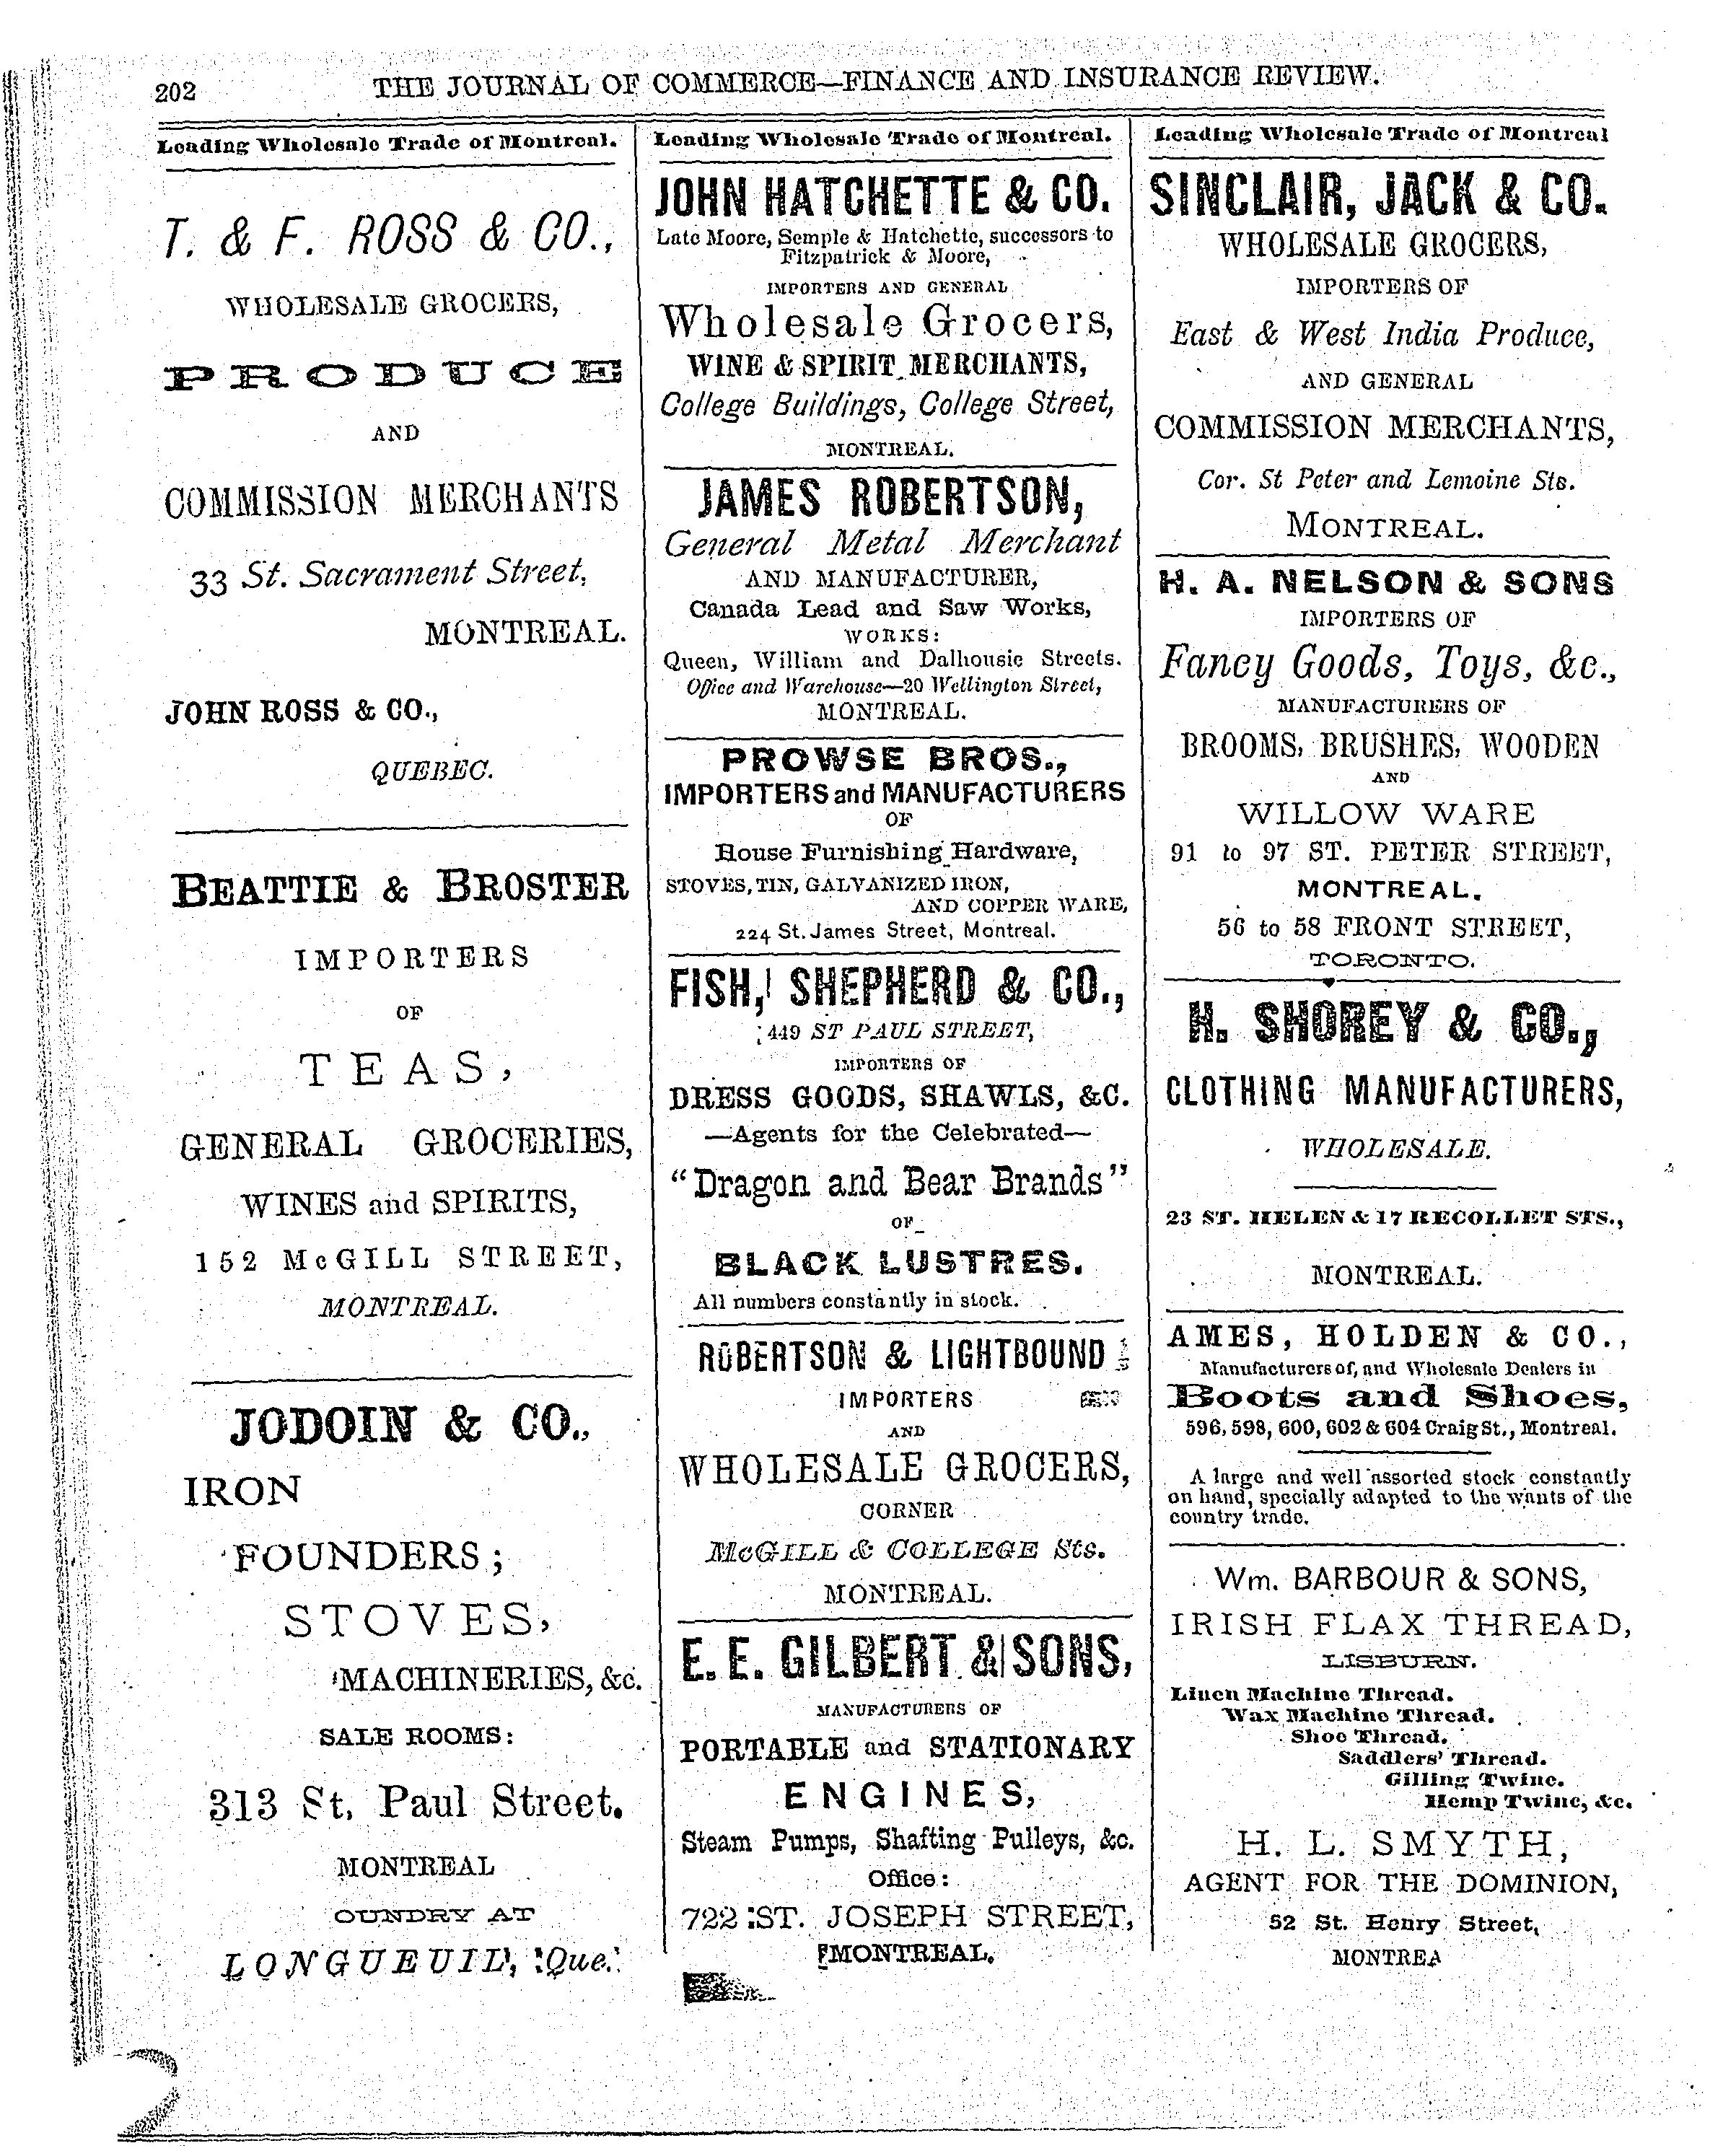 202
THE JOURNAL OF COMMERCE—FINANCE AND INSURANCE REVIEW.
Leading Wholesale Trade of Montreal.
T. & F. ROSS & CO.,
WHOLESALE GROCERS,
PRODUCE
AND
COMMISSION MERCHANTS
33 St. Sacrament Street,
MONTREAL.
JOHN ROSS & CO.,
QUEBEC.
BEATTIE & BROSTER
IMPORTERS
OF
TEAS,
GENERAL GROCERIES,
WINES and SPIRITS,
152 McGILL STREET,
MONTREAL.
JODOIN & CO.,
IRON
FOUNDERS;
STOVES,
MACHINERIES, &c.
SALE ROOMS:
313 St. Paul Street.
MONTREAL
OUNDRY AT
LONGUEUIL, Que.
Leading Wholesale Trade of Montreal.
JOHN HATCHETTE & CO.
Late Moore, Semple & Hatchette, successors to
Fitzpatrick & Moore,
IMPORTERS AND GENERAL
Wholesale Grocers,
WINE & SPIRIT MERCHANTS,
College Buildings, College Street,
MONTREAL.
JAMES ROBERTSON,
General Metal Merchant
AND MANUFACTURER,
Canada Lead and Saw Works,
WORKS:
Queen, William and Dalhousie Streets.
Office and Warehouse—20 Wellington Street,
MONTREAL.
PROWSE BROS.,
IMPORTERS and MANUFACTURERS
OF
House Furnishing Hardware,
STOVES, TIN, GALVANIZED IRON,
AND COPPER WARE,
224 St. James Street, Montreal.
FISH, SHEPHERD & CO.,
449 ST PAUL STREET,
IMPORTERS OF
DRESS GOODS, SHAWLS, &C.
—Agents for the Celebrated—
"Dragon and Bear Brands"
OF
BLACK LUSTRES.
All numbers constantly in stock.
ROBERTSON & LIGHTBOUND
IMPORTERS
AND
WHOLESALE GROCERS,
CORNER
McGILL & COLLEGE Sts.
MONTREAL.
E. E. GILBERT & SONS,
MANUFACTURERS OF
PORTABLE and STATIONARY
ENGINES,
Steam Pumps, Shafting Pulleys, &c.
Office:
722 ST. JOSEPH STREET,
MONTREAL.
Leading Wholesale Trade of Montreal
SINCLAIR, JACK & CO.
WHOLESALE GROCERS,
IMPORTERS OF
East & West India Produce,
AND GENERAL
COMMISSION MERCHANTS,
Cor. St Peter and Lemoine Sts.
MONTREAL.
H. A. NELSON & SONS
IMPORTERS OF
Fancy Goods, Toys, &c.,
MANUFACTURERS OF
BROOMS, BRUSHES, WOODEN
AND
WILLOW WARE
91 to 97 ST. PETER STREET,
MONTREAL.
56 to 58 FRONT STREET,
TORONTO.
H. SHOREY & CO.,
CLOTHING MANUFACTURERS,
WHOLESALE.
23 ST. HELEN & 17 RECOLLET STS.,
MONTREAL.
AMES, HOLDEN & CO.,
Manufacturers of, and Wholesale Dealers in
Boots and Shoes,
596, 598, 600, 602 & 604 Craig St., Montreal.
A large and well assorted stock constantly
on hand, specially adapted to the wants of the
country trade.
Wm. BARBOUR & SONS,
IRISH FLAX THREAD,
LISBURN.
Linen Machine Thread.
Wax Machine Thread.
Shoe Thread.
Saddlers' Thread.
Gilling Twine.
Hemp Twine, &c.
H. L. SMYTH,
AGENT FOR THE DOMINION,
52 St. Henry Street,
MONTREA